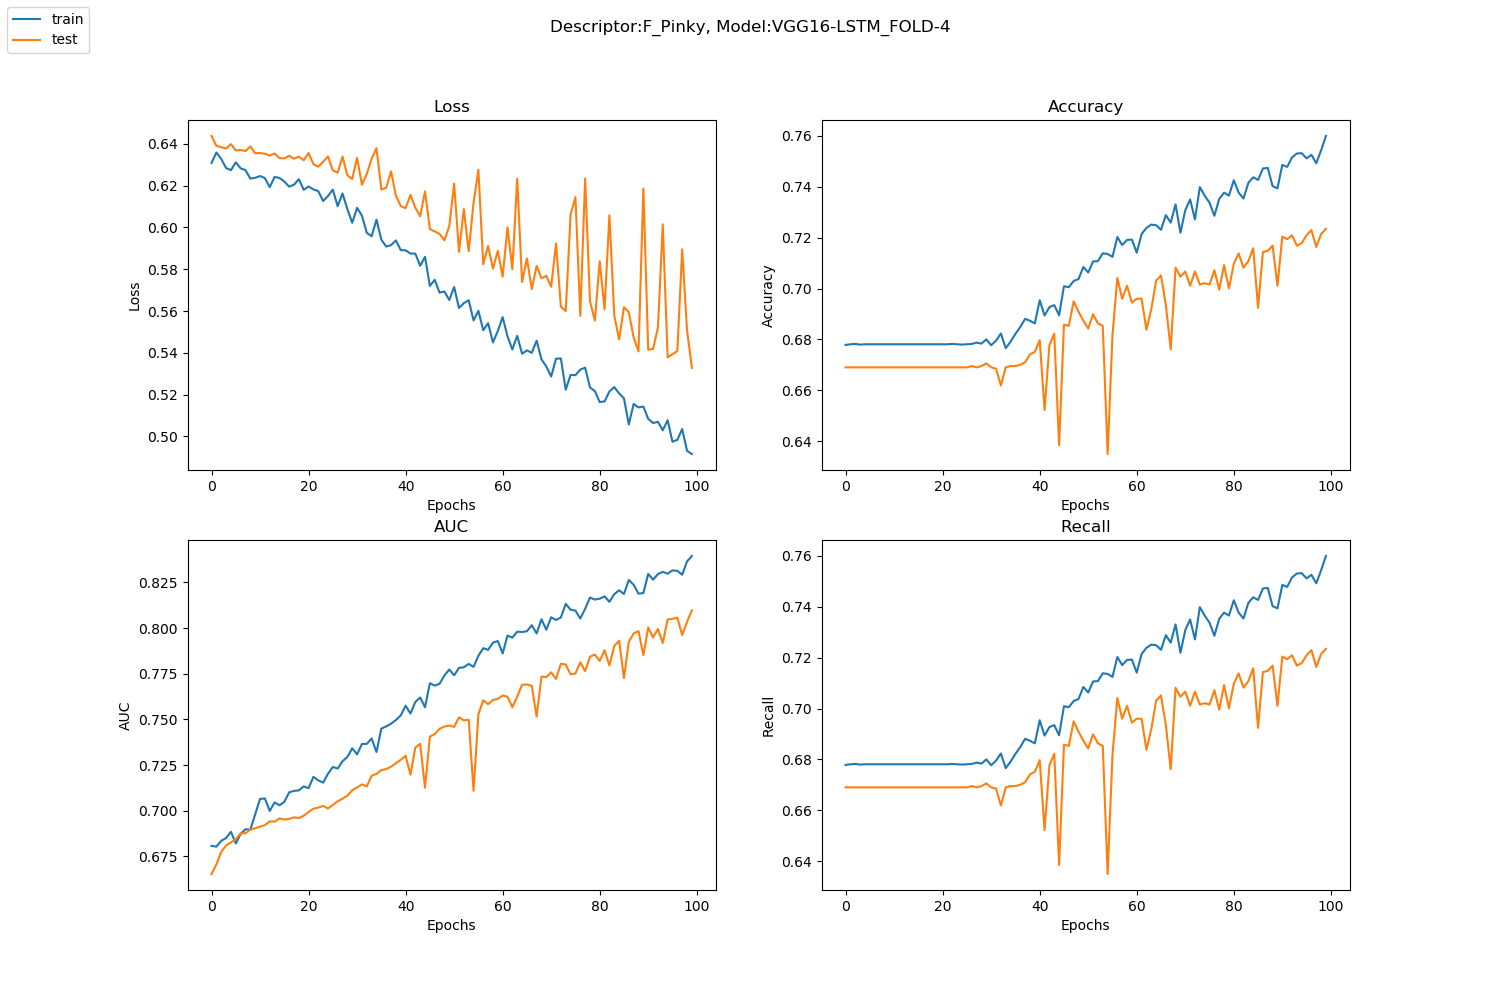 train
test
Descriptor:F_Pinky, Model:VGG16-LSTM_FOLD-4
Loss
0.64
0.62
0.60
0.58
0.56
0.54
0.52
0.50
Loss
0 20 40 60 80 100
Epochs
Accuracy
0.76
0.74
0.72
0.70
0.68
0.66
0.64
Accuracy
0 20 40 60 80 100
Epochs
AUC
0.825
0.800
0.775
0.750
0.725
0.700
0.675
AUC
0 20 40 60 80 100
Epochs
Recall
0.76
0.74
0.72
0.70
0.68
0.66
0.64
Recall
0 20 40 60 80 100
Epochs